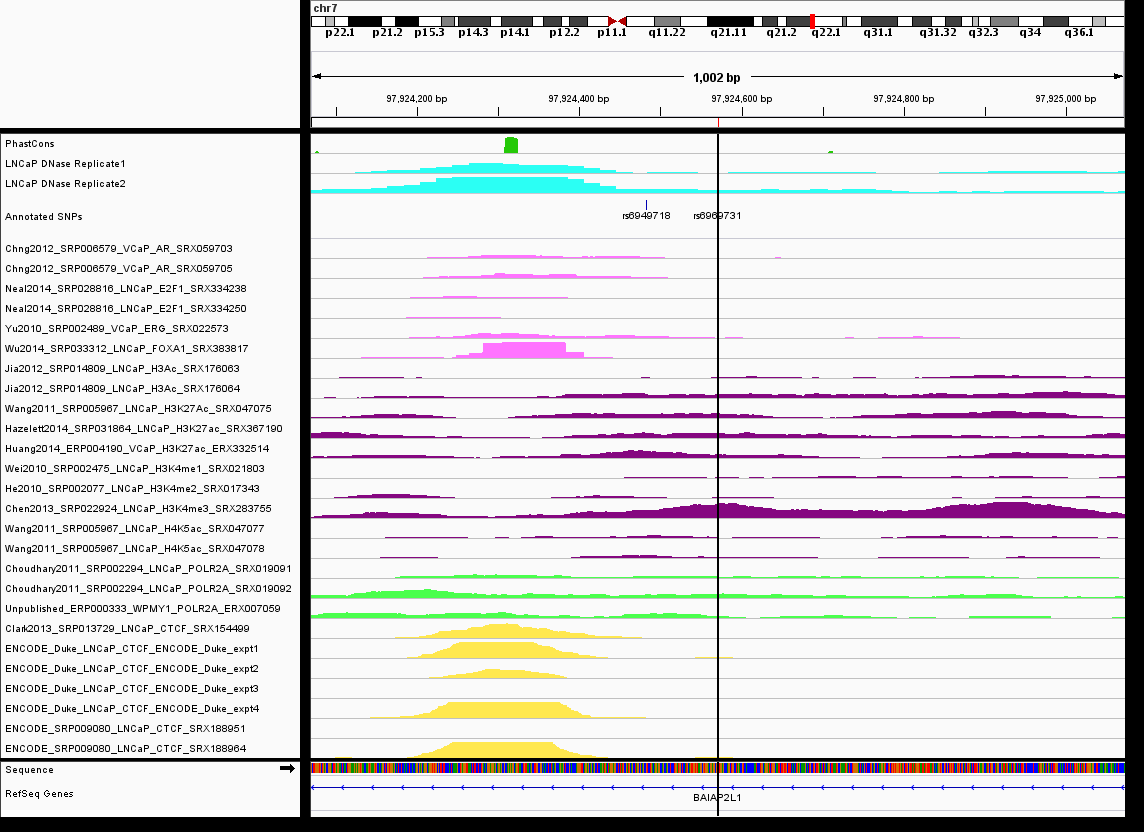 chr7
p22.1 p21.2 p15.3 p14.3 p14.1 p12.2 p11.1 q11.22 q21.11 q21.2 q22.1 q31.1 q31.32 q32.3 q34 q36.1
1,002 bp
97,924,200 bp 97,924,400 bp 97,924,600 bp 97,924,800 bp 97,925,000 bp
PhastCons
LNCaP DNase Replicate1
LNCaP DNase Replicate2
Annotated SNPs rs6949718 rs6969731
Chng2012_SRP006579_VCaP_AR_SRX059703
Chng2012_SRP006579_VCaP_AR_SRX059705
Neal2014_SRP028816_LNCaP_E2F1_SRX334238
Neal2014_SRP028816_LNCaP_E2F1_SRX334250
Yu2010_SRP002489_VCaP_ERG_SRX022573
Wu2014_SRP033312_LNCaP_FOXA1_SRX383817
Jia2012_SRP014809_LNCaP_H3Ac_SRX176063
Jia2012_SRP014809_LNCaP_H3Ac_SRX176064
Wang2011_SRP005967_LNCaP_H3K27Ac_SRX047075
Hazelett2014_SRP031864_LNCaP_H3K27ac_SRX367190
Huang2014_ERP004190_VCaP_H3K27ac_ERX332514
Wei2010_SRP002475_LNCaP_H3K4me1_SRX021803
He2010_SRP002077_LNCaP_H3K4me2_SRX017343
Chen2013_SRP022924_LNCaP_H3K4me3_SRX283755
Wang2011_SRP005967_LNCaP_H4K5ac_SRX047077
Wang2011_SRP005967_LNCaP_H4K5ac_SRX047078
Choudhary2011_SRP002294_LNCaP_POLR2A_SRX019091
Choudhary2011_SRP002294_LNCaP_POLR2A_SRX019092
Unpublished_ERP000333_WPMY1_POLR2A_ERX007059
Clark2013_SRP013729_LNCaP_CTCF_SRX154499
ENCODE_Duke_LNCaP_CTCF_ENCODE_Duke_expt1
ENCODE_Duke_LNCaP_CTCF_ENCODE_Duke_expt2
ENCODE_Duke_LNCaP_CTCF_ENCODE_Duke_expt3
ENCODE_Duke_LNCaP_CTCF_ENCODE_Duke_expt4
ENCODE_SRP009080_LNCaP_CTCF_SRX188951
ENCODE_SRP009080_LNCaP_CTCF_SRX188964
Sequence
RefSeq Genes
BAIAP2L1